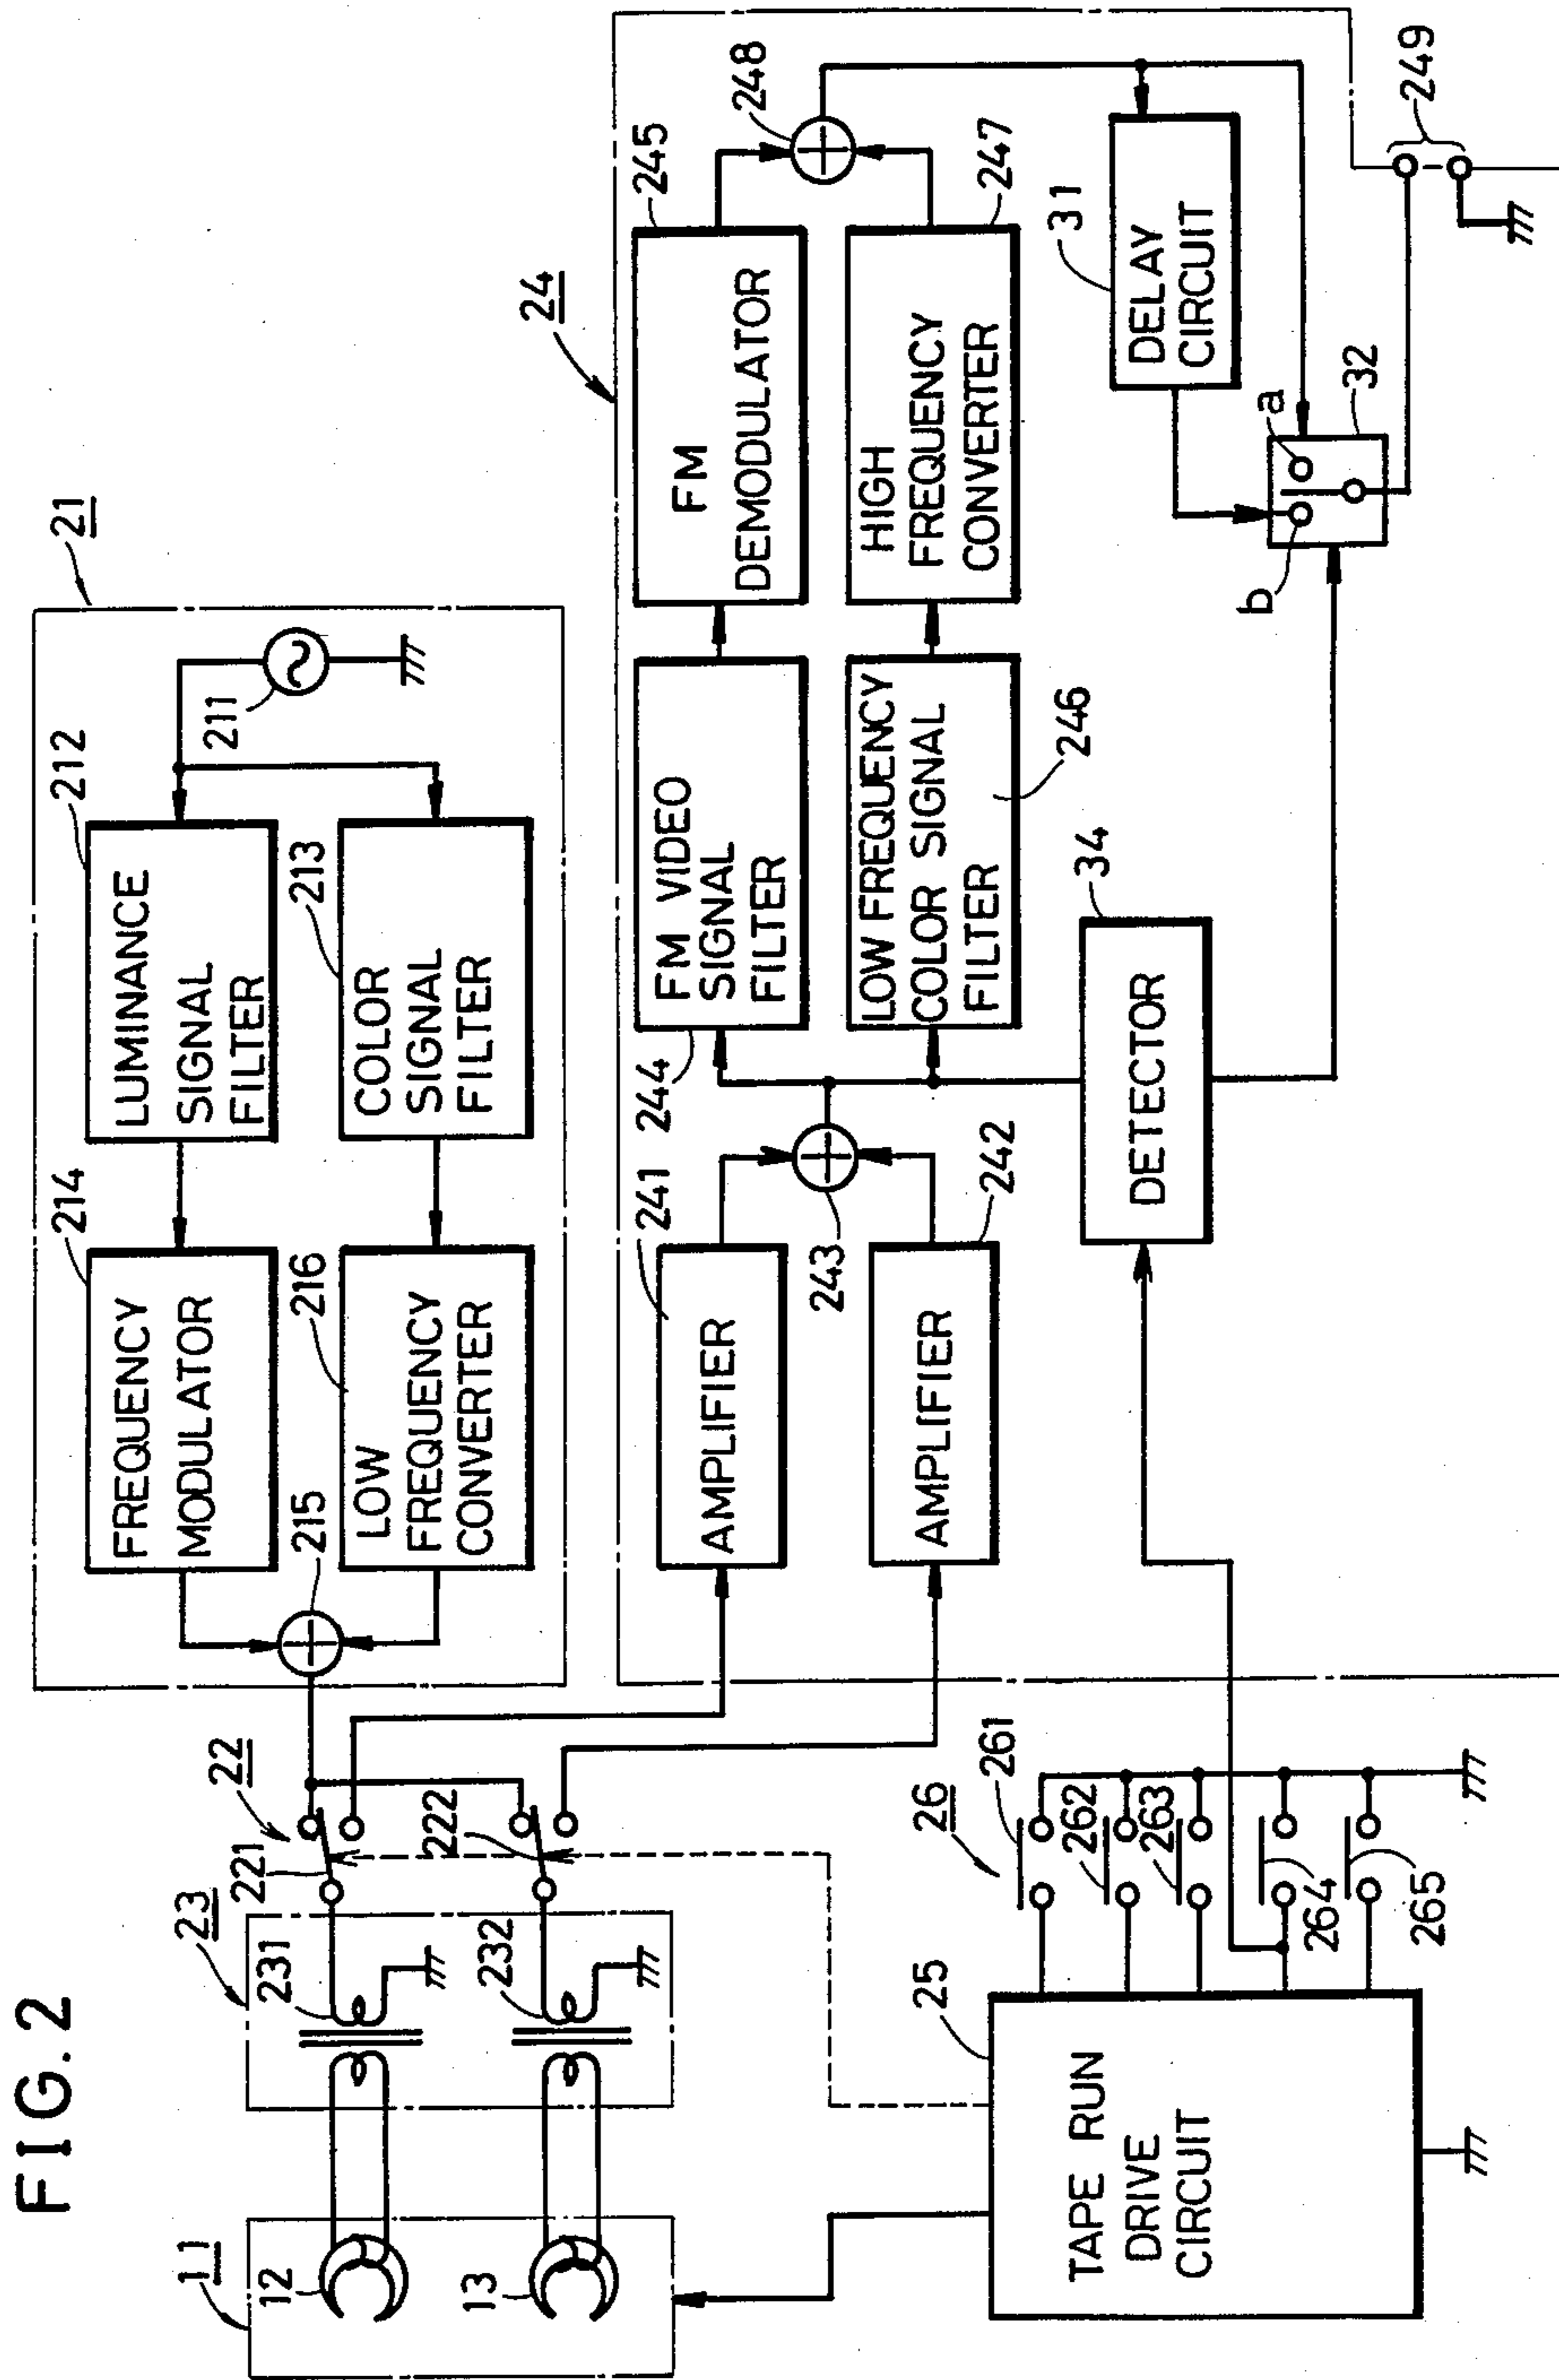 FIG. 2
11
12
13
23
231
232
22
221
222
21
211
212
LUMINANCE
SIGNAL
FILTER
213
COLOR
SIGNAL
FILTER
214
FREQUENCY
MODULATOR
216
LOW
FREQUENCY
CONVERTER
215
24
241
AMPLIFIER
242
AMPLIFIER
243
244
FM VIDEO
SIGNAL
FILTER
245
FM
DEMODULATOR
246
LOW FREQUENCY
COLOR SIGNAL
FILTER
247
HIGH
FREQUENCY
CONVERTER
248
31
DELAY
CIRCUIT
32
a
b
249
34
DETECTOR
25
TAPE RUN
DRIVE
CIRCUIT
26
261
262
263
264
265